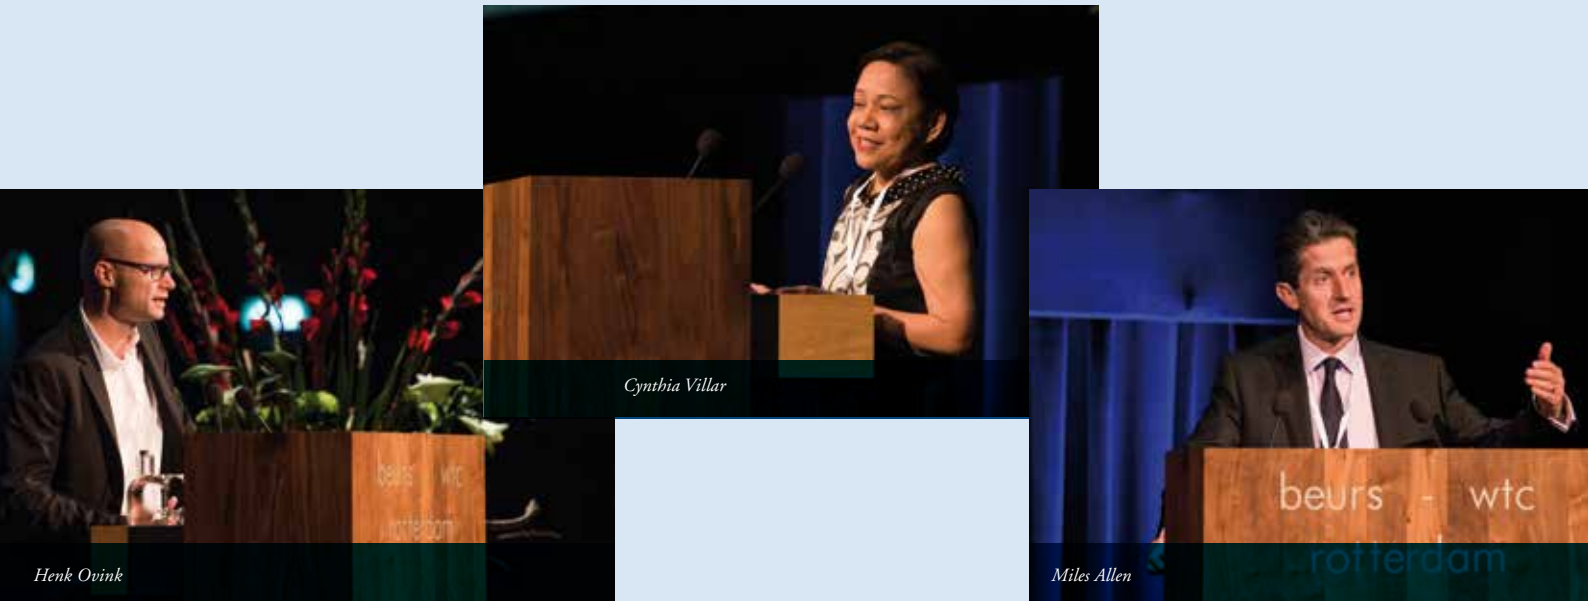 Cynthia Villar
beurs wtc
rotterdam
Henk Ovink
beurs - wtc
rotterdam
Miles Allen